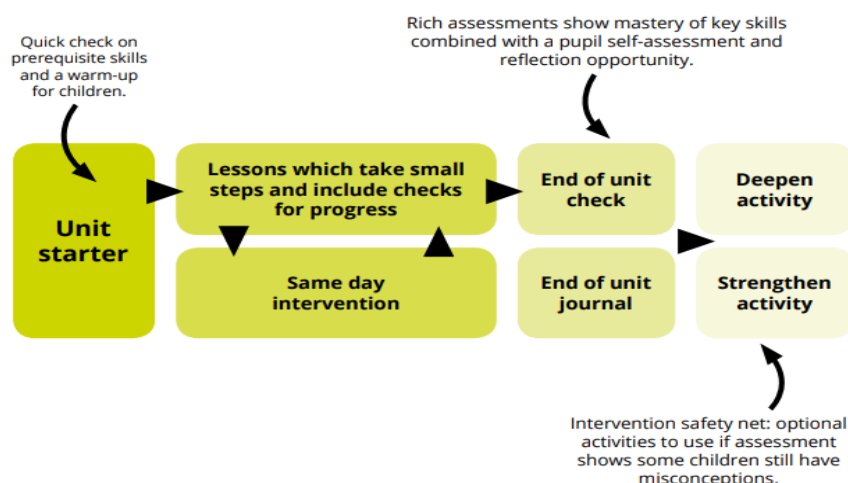 Quick check on
prerequisite skills
and a warm-up
for children.
Rich assessments show mastery of key skills
combined with a pupil self-assessment and
reflection opportunity.
Unit
starter
Lessons which take small
steps and include checks
for progress
Same day
intervention
End of unit
check
End of unit
journal
Deepen
activity
Strengthen
activity
Intervention safety net: optional
activities to use if assessment
shows some children still have
misconceptions.